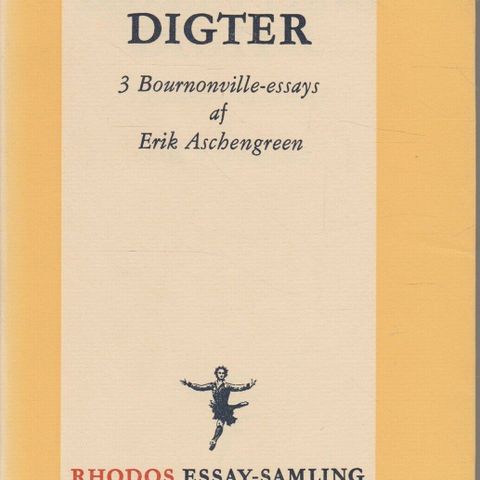 DIGTER
3 Bournonville-essays
af
Erik Aschengreen
RHODOS ESSAY-SAMLING